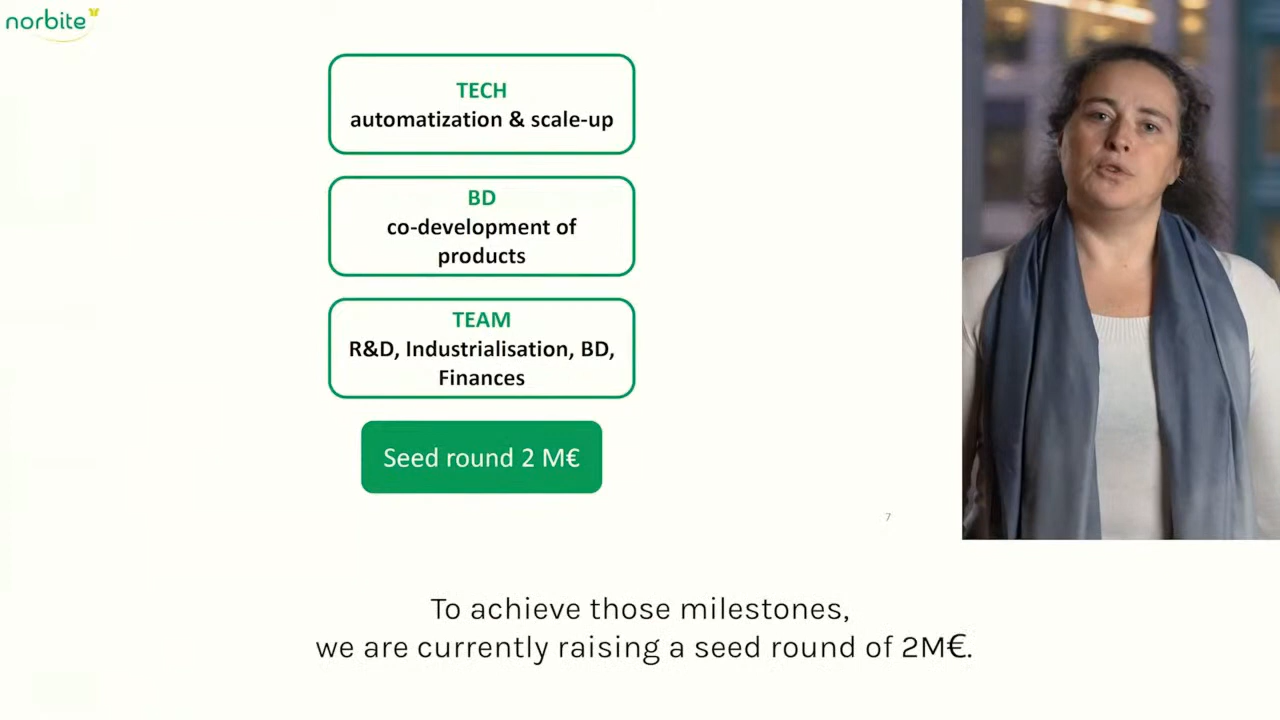 norbite
TECH
automatization & scale-up
BD
co-development of
products
TEAM
R&D, Industrialisation, BD,
Finances
Seed round 2 M€
7
To achieve those milestones,
we are currently raising a seed round of 2M€.